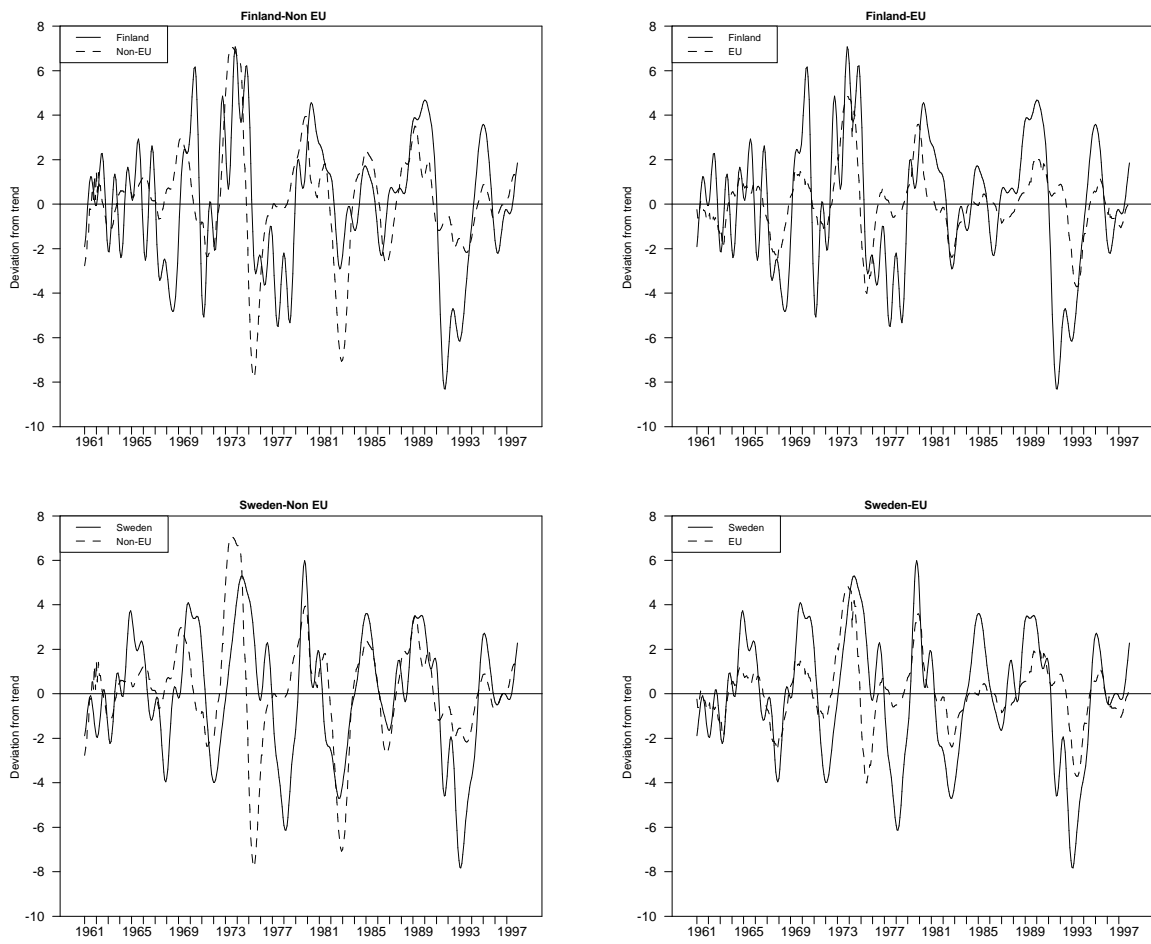 Finland-Non EU
Finland
Non-EU
Deviation from trend
8
6
4
2
0
-2
-4
-6
-8
-10
1961 1965 1969 1973 1977 1981 1985 1989 1993 1997
Finland-EU
Finland
EU
Deviation from trend
8
6
4
2
0
-2
-4
-6
-8
-10
1961 1965 1969 1973 1977 1981 1985 1989 1993 1997
Sweden-Non EU
Sweden
Non-EU
Deviation from trend
8
6
4
2
0
-2
-4
-6
-8
-10
1961 1965 1969 1973 1977 1981 1985 1989 1993 1997
Sweden-EU
Sweden
EU
Deviation from trend
8
6
4
2
0
-2
-4
-6
-8
-10
1961 1965 1969 1973 1977 1981 1985 1989 1993 1997